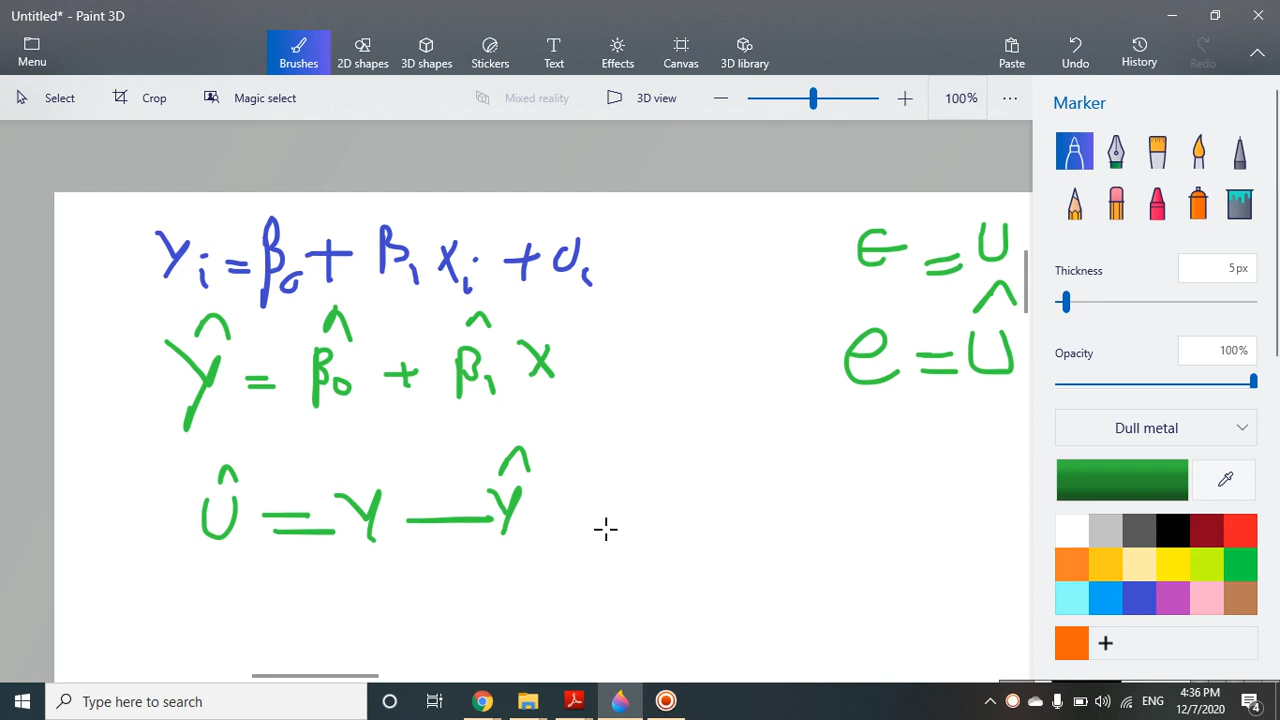 Untitled* - Paint 3D
Menu
Brushes
2D shapes
3D shapes
Stickers
Text
Effects
Canvas
3D library
Paste
Undo
History
Redo
Select
Crop
Magic select
Mixed reality
3D view
100%
Marker
Thickness
5px
Opacity
100%
Dull metal
Yi = β0 + β1 Xi + Ui
Ŷ = β̂0 + β̂1 X
Û = Y — Ŷ
ϵ = U
e = Û
Type here to search
ENG
4:36 PM
12/7/2020
4